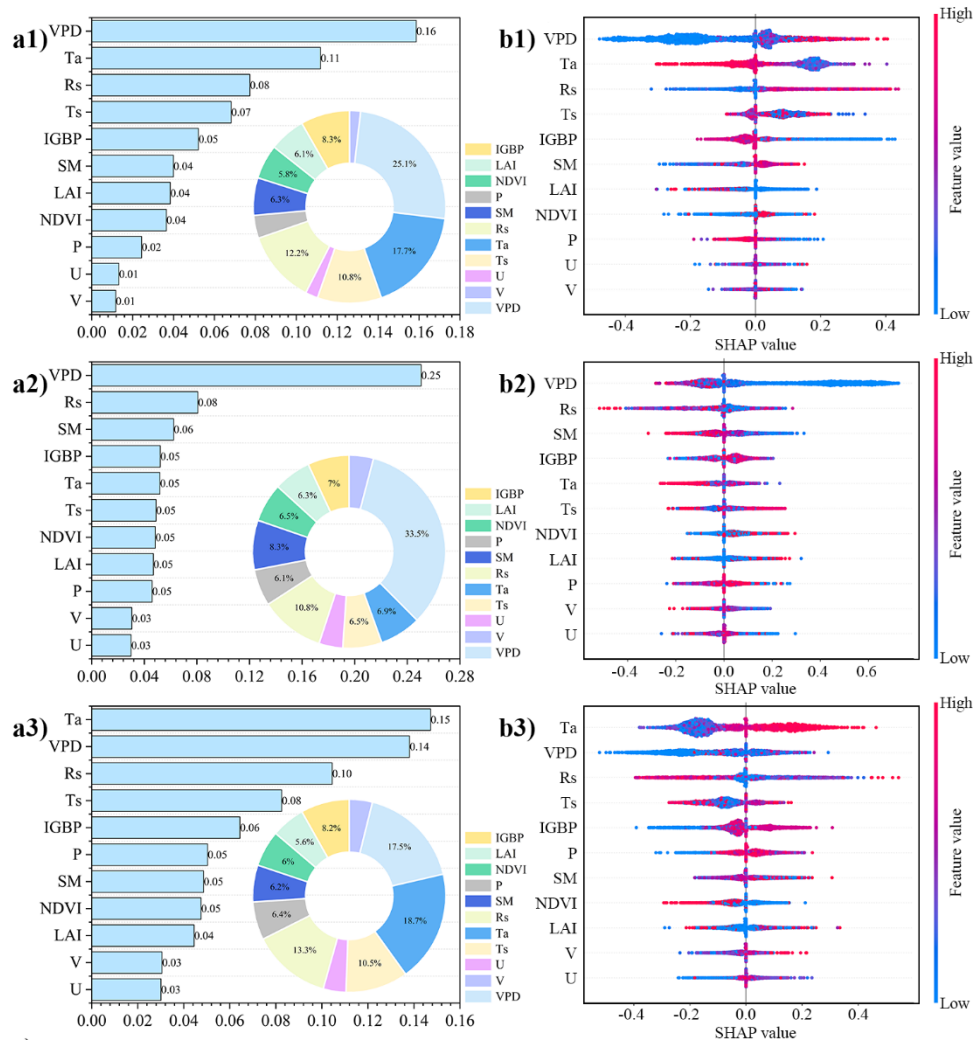 a1)
VPD 0.16
Ta 0.11
Rs 0.08
Ts 0.07
IGBP 0.05
SM 0.04
LAI 0.04
NDVI 0.04
P 0.02
U 0.01
V 0.01
0.00 0.02 0.04 0.06 0.08 0.10 0.12 0.14 0.16 0.18
8.3%
6.1%
5.8%
6.3%
12.2%
10.8%
17.7%
25.1%
IGBP
LAI
NDVI
P
SM
Rs
Ta
Ts
U
V
VPD
b1)
VPD
Ta
Rs
Ts
IGBP
SM
LAI
NDVI
P
U
V
-0.4 -0.2 0.0 0.2 0.4
SHAP value
High
Feature value
Low
a2)
VPD 0.25
Rs 0.08
SM 0.06
IGBP 0.05
Ta 0.05
Ts 0.05
NDVI 0.05
LAI 0.05
P 0.05
V 0.03
U 0.03
0.00 0.04 0.08 0.12 0.16 0.20 0.24 0.28
7%
6.3%
6.5%
8.3%
6.1%
10.8%
6.5%
6.9%
33.5%
IGBP
LAI
NDVI
P
SM
Rs
Ta
Ts
U
V
VPD
b2)
VPD
Rs
SM
IGBP
Ta
Ts
NDVI
LAI
P
V
U
-0.4 -0.2 0.0 0.2 0.4 0.6
SHAP value
High
Feature value
Low
a3)
Ta 0.15
VPD 0.14
Rs 0.10
Ts 0.08
IGBP 0.06
P 0.05
SM 0.05
NDVI 0.05
LAI 0.04
V 0.03
U 0.03
0.00 0.02 0.04 0.06 0.08 0.10 0.12 0.14 0.16
8.2%
5.6%
6%
6.2%
6.4%
13.3%
10.5%
18.7%
17.5%
IGBP
LAI
NDVI
P
SM
Rs
Ta
Ts
U
V
VPD
b3)
Ta
VPD
Rs
Ts
IGBP
P
SM
NDVI
LAI
V
U
-0.4 -0.2 0.0 0.2 0.4
SHAP value
High
Feature value
Low